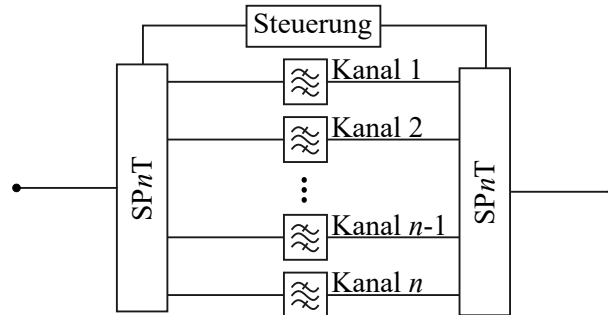 Steuerung
Kanal 1
Kanal 2
SPnT
SPnT
Kanal n-1
Kanal n